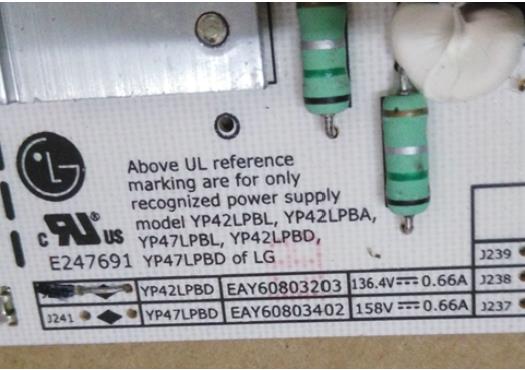 LG
Above UL reference
marking are for only
recognized power supply
model YP42LPBL, YP42LPBA,
YP47LPBL, YP42LPBD,
YP47LPBD of LG
c RU ® US
E247691
J239
YP42LPBD EAY60803203 136.4V⎓0.66A J238
J241 YP47LPBD EAY60803402 158V⎓0.66A J237